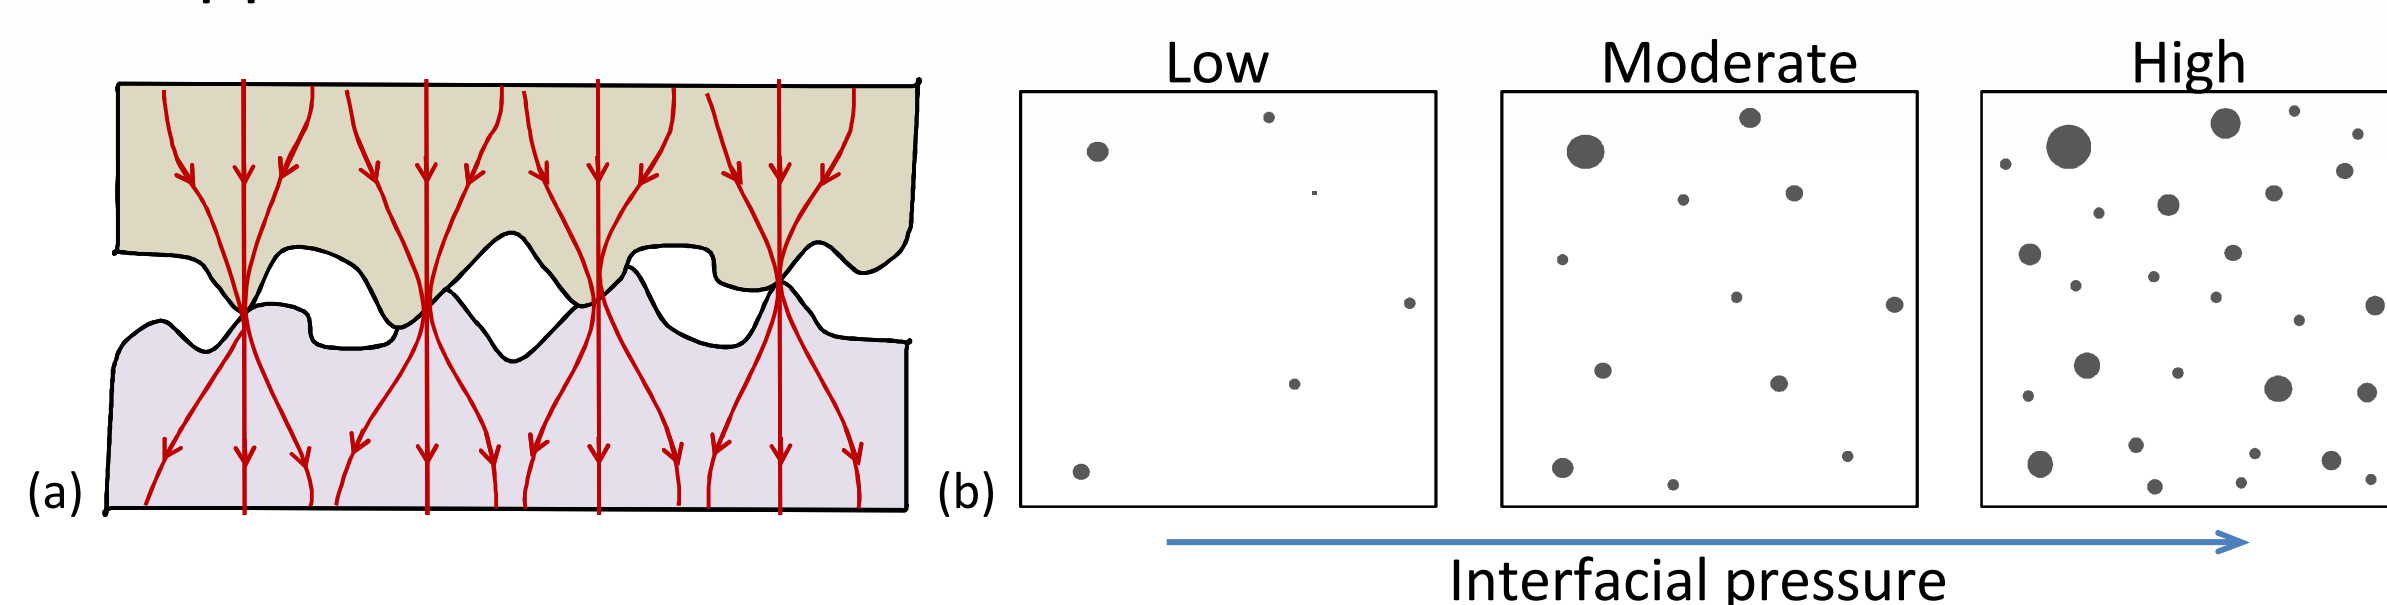 Low
Moderate
High
(a)
(b)
Interfacial pressure